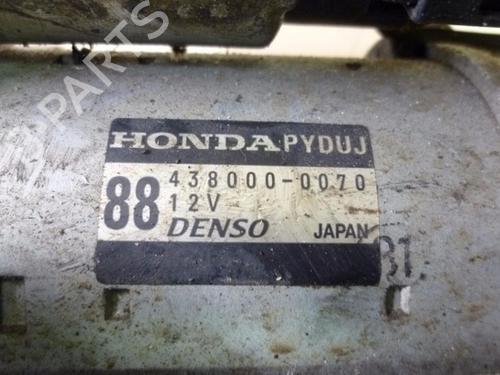 B PARTS
HONDA PYDUJ
88 438000-0070
12V
DENSO JAPAN
31.